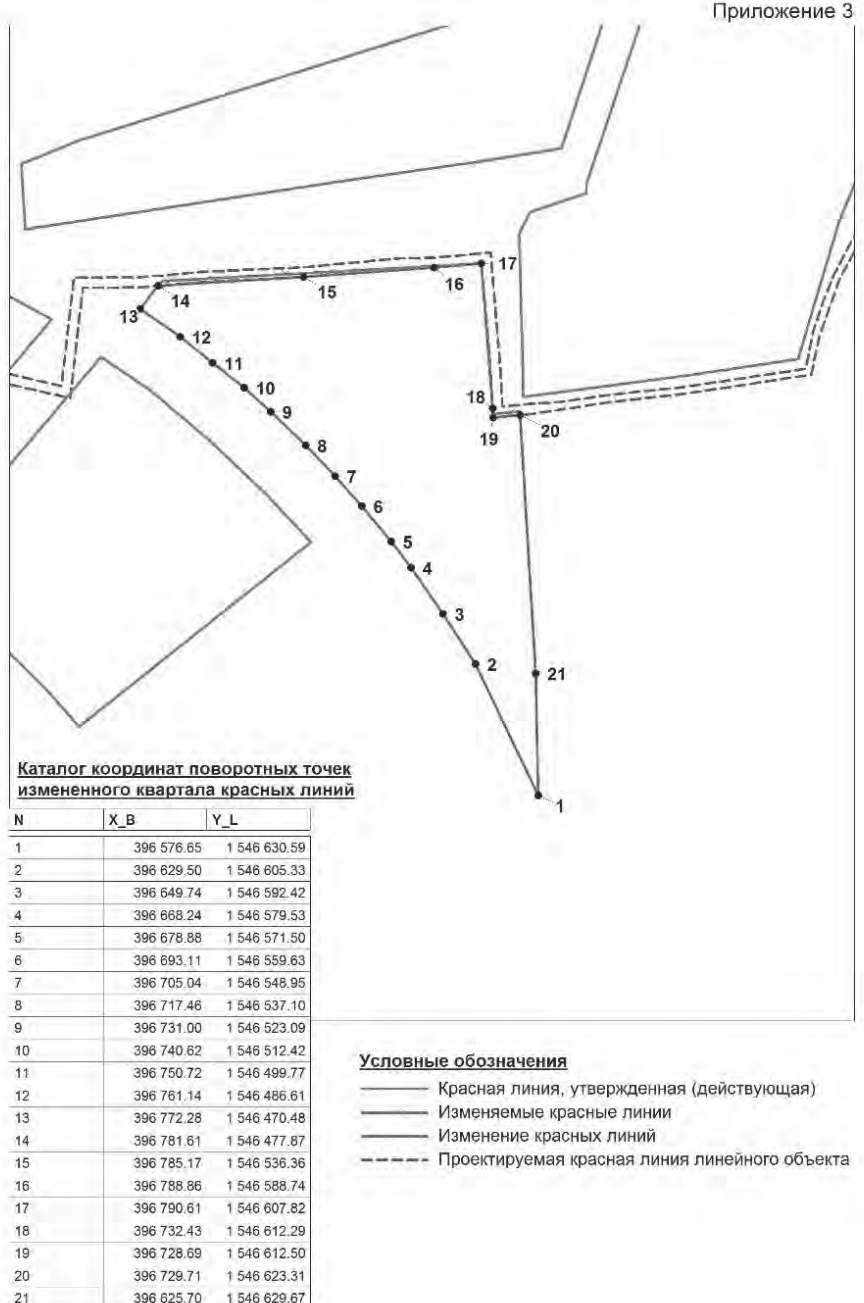 Приложение 3
17
16
15
14
13
12
11
10
9
8
7
6
5
4
3
2
18
19
20
21
1
Каталог координат поворотных точек
измененного квартала красных линий
N X_B Y_L
1 396 576.65 1 546 630.59
2 396 629.50 1 546 605.33
3 396 649.74 1 546 592.42
4 396 668.24 1 546 579.53
5 396 678.88 1 546 571.50
6 396 693.11 1 546 559.63
7 396 705.04 1 546 548.95
8 396 717.46 1 546 537.10
9 396 731.00 1 546 523.09
10 396 740.62 1 546 512.42
11 396 750.72 1 546 499.77
12 396 761.14 1 546 486.61
13 396 772.28 1 546 470.48
14 396 781.61 1 546 477.87
15 396 785.17 1 546 536.36
16 396 788.86 1 546 588.74
17 396 790.61 1 546 607.82
18 396 732.43 1 546 612.29
19 396 728.69 1 546 612.50
20 396 729.71 1 546 623.31
21 396 625.70 1 546 629.67
Условные обозначения
Красная линия, утвержденная (действующая)
Изменяемые красные линии
Изменение красных линий
Проектируемая красная линия линейного объекта